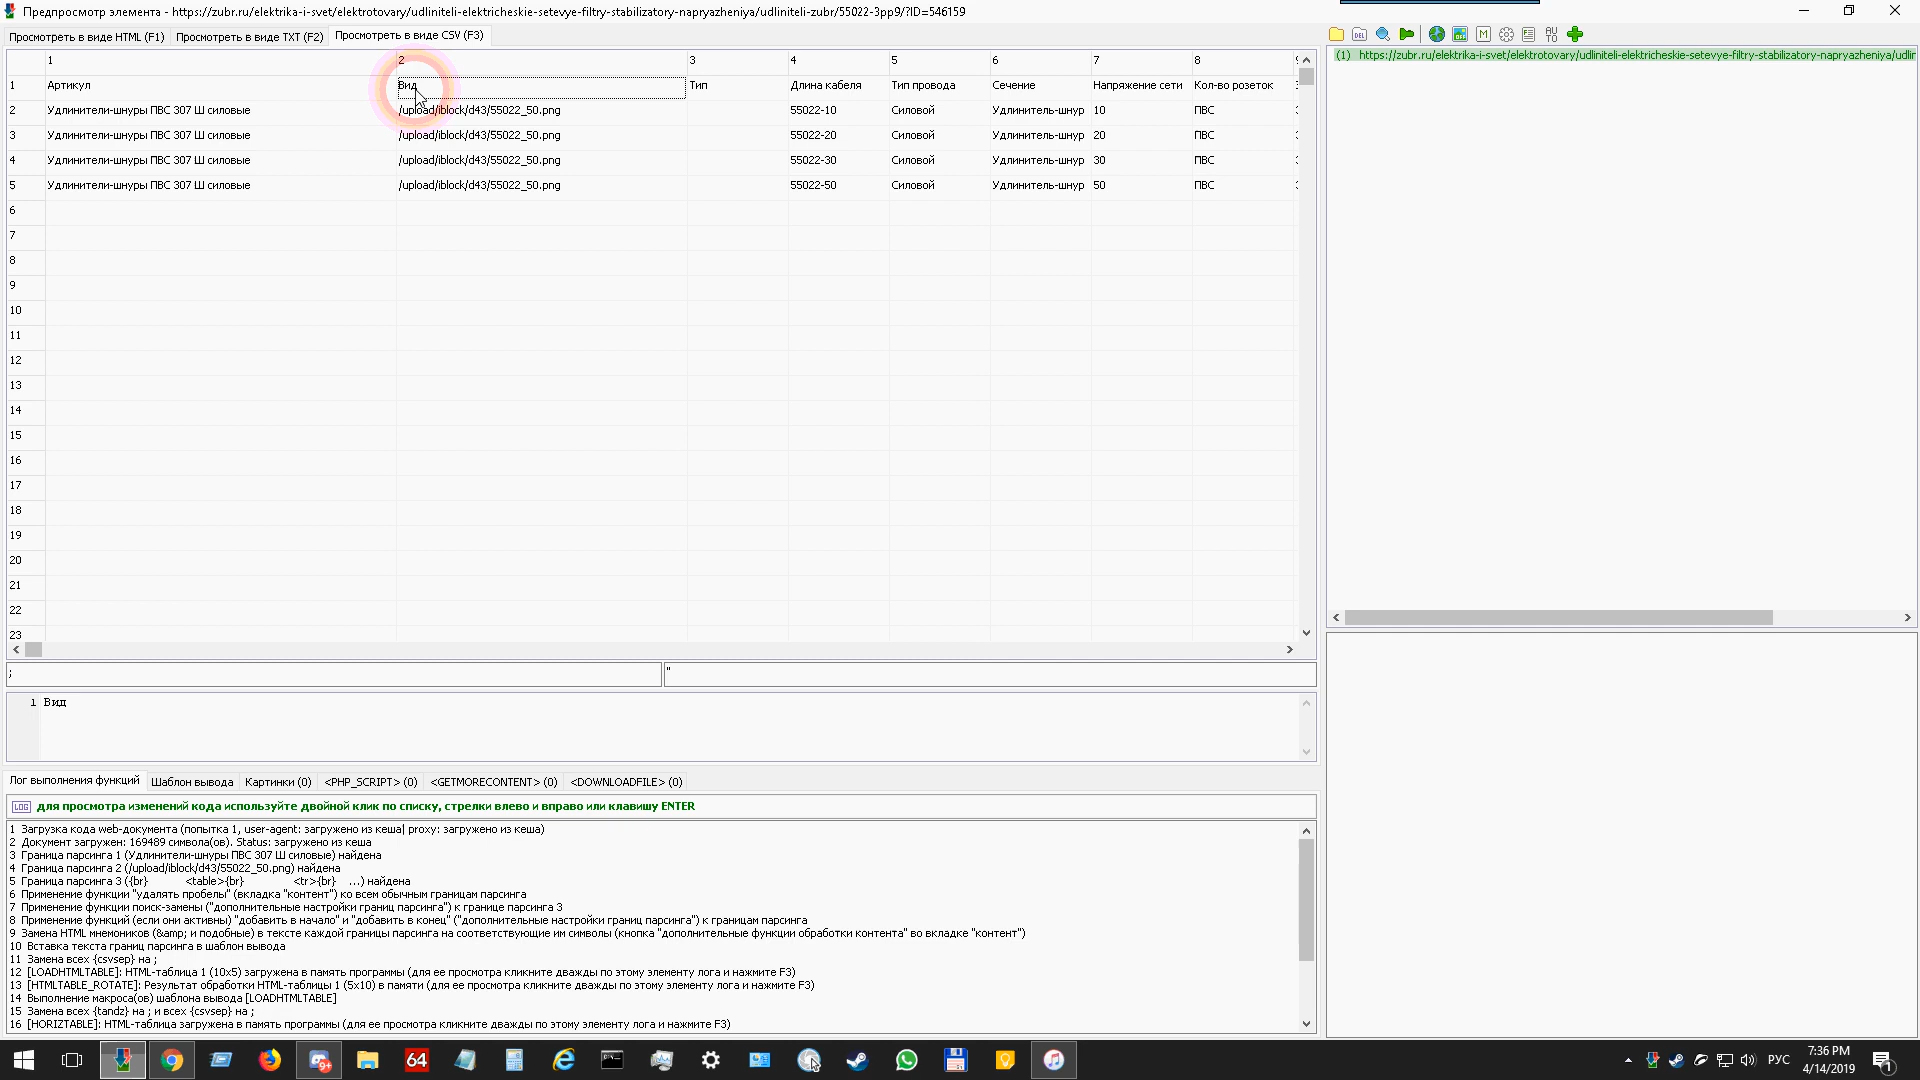 Предпросмотр элемента - https://zubr.ru/elektrika-i-svet/elektrotovary/udliniteli-elektricheskie-setevye-filtry-stabilizatory-napryazheniya/udliniteli-zubr/55022-3pp9/?ID=546159
Просмотреть в виде HTML (F1) Просмотреть в виде TXT (F2) Просмотреть в виде CSV (F3)
DEL M AU TO
(1) https://zubr.ru/elektrika-i-svet/elektrotovary/udliniteli-elektricheskie-setevye-filtry-stabilizatory-napryazheniya/udlir
1 2 3 4 5 6 7 8
1 Артикул Вид Тип Длина кабеля Тип провода Сечение Напряжение сети Кол-во розеток
2 Удлинители-шнуры ПВС 307 Ш силовые /upload/iblock/d43/55022_50.png 55022-10 Силовой Удлинитель-шнур 10 ПВС
3 Удлинители-шнуры ПВС 307 Ш силовые /upload/iblock/d43/55022_50.png 55022-20 Силовой Удлинитель-шнур 20 ПВС
4 Удлинители-шнуры ПВС 307 Ш силовые /upload/iblock/d43/55022_50.png 55022-30 Силовой Удлинитель-шнур 30 ПВС
5 Удлинители-шнуры ПВС 307 Ш силовые /upload/iblock/d43/55022_50.png 55022-50 Силовой Удлинитель-шнур 50 ПВС
6
7
8
9
10
11
12
13
14
15
16
17
18
19
20
21
22
23
; "
1 Вид
Лог выполнения функций Шаблон вывода Картинки (0) <PHP_SCRIPT> (0) <GETMORECONTENT> (0) <DOWNLOADFILE> (0)
LOG для просмотра изменений кода используйте двойной клик по списку, стрелки влево и вправо или клавишу ENTER
1 Загрузка кода web-документа (попытка 1, user-agent: загружено из кеша| proxy: загружено из кеша)
2 Документ загружен: 169489 символа(ов). Status: загружено из кеша
3 Граница парсинга 1 (Удлинители-шнуры ПВС 307 Ш силовые) найдена
4 Граница парсинга 2 (/upload/iblock/d43/55022_50.png) найдена
5 Граница парсинга 3 ({br} <table>{br} <tr>{br} ...) найдена
6 Применение функции "удалять пробелы" (вкладка "контент") ко всем обычным границам парсинга
7 Применение функции поиск-замены ("дополнительные настройки границ парсинга") к границе парсинга 3
8 Применение функций (если они активны) "добавить в начало" и "добавить в конец" ("дополнительные настройки границ парсинга") к границам парсинга
9 Замена HTML мнемоников (&amp; и подобные) в тексте каждой границы парсинга на соответствующие им символы (кнопка "дополнительные функции обработки контента" во вкладке "контент")
10 Вставка текста границ парсинга в шаблон вывода
11 Замена всех {csvsep} на ;
12 [LOADHTMLTABLE]: HTML-таблица 1 (10x5) загружена в память программы (для ее просмотра кликните дважды по этому элементу лога и нажмите F3)
13 [HTMLTABLE_ROTATE]: Результат обработки HTML-таблицы 1 (5x10) в памяти (для ее просмотра кликните дважды по этому элементу лога и нажмите F3)
14 Выполнение макроса(ов) шаблона вывода [LOADHTMLTABLE]
15 Замена всех {tandz} на ; и всех {csvsep} на ;
16 [HORIZTABLE]: HTML-таблица загружена в память программы (для ее просмотра кликните дважды по этому элементу лога и нажмите F3)
64 РУС 7:36 PM
4/14/2019 1